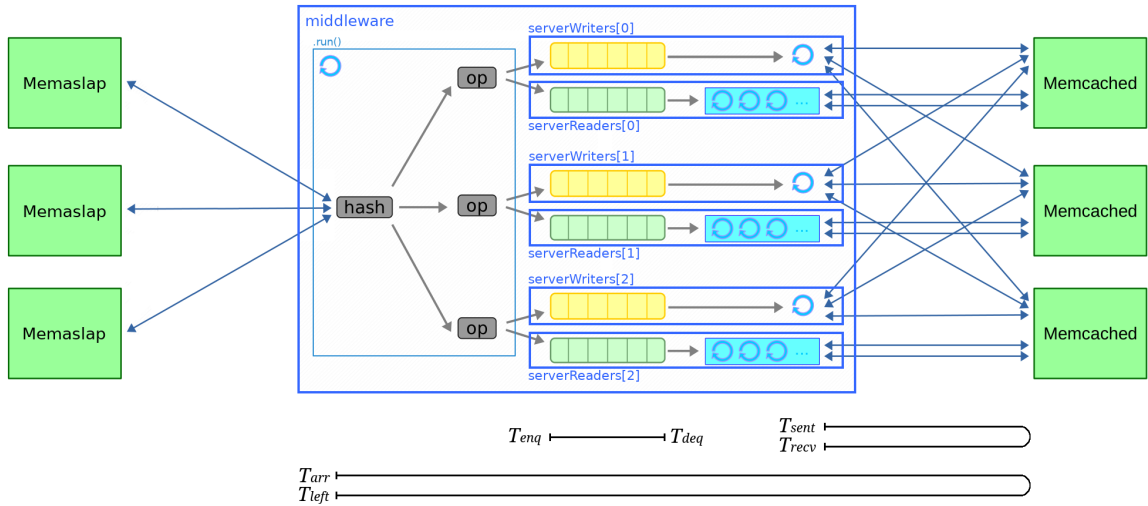 middleware
.run()
serverWriters[0]
Memaslap
op
...
Memcached
serverReaders[0]
serverWriters[1]
Memaslap
hash
op
...
Memcached
serverReaders[1]
serverWriters[2]
Memaslap
op
...
Memcached
serverReaders[2]
Tenq
Tdeq
Tsent
Trecv
Tarr
Tleft